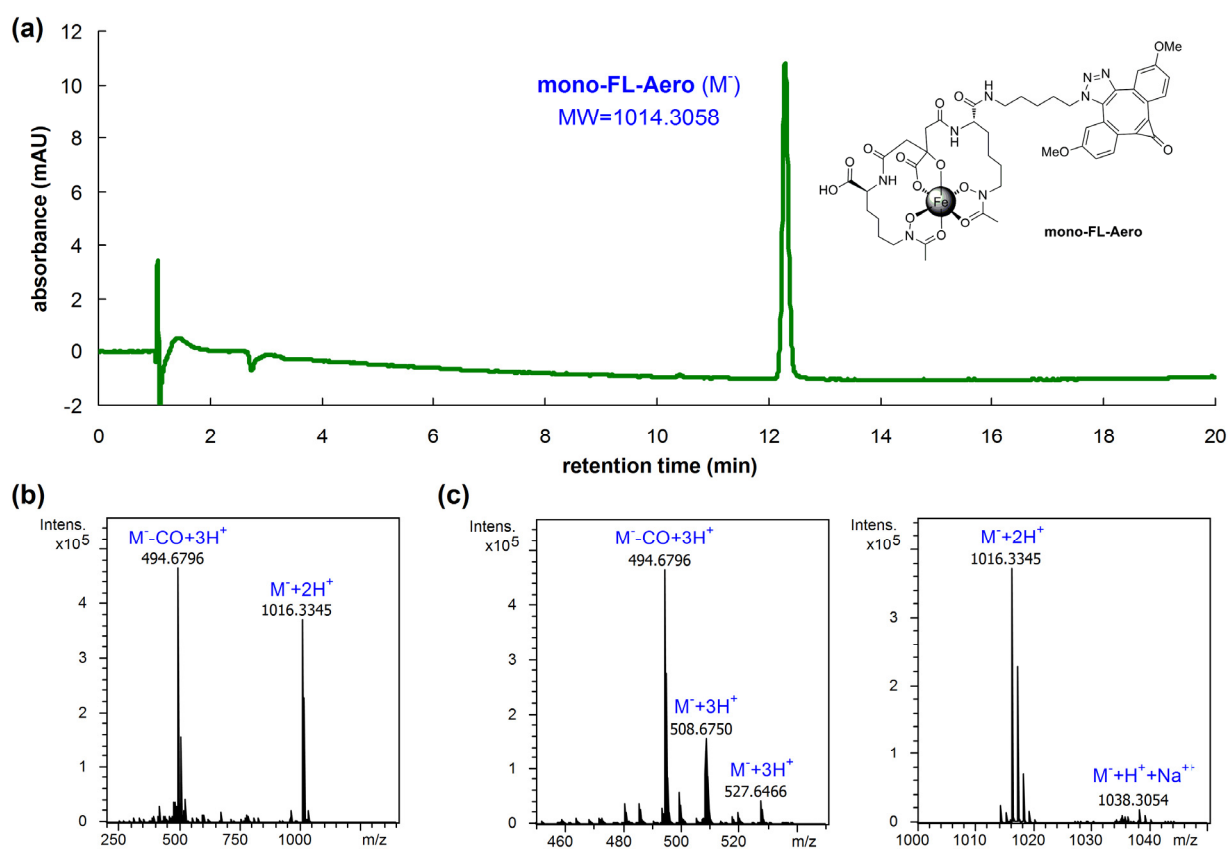 (a)
12
10
8
6
4
2
0
-2
absorbance (mAU)
0 2 4 6 8 10 12 14 16 18 20
retention time (min)
mono-FL-Aero (M⁻)
MW=1014.3058
OMe
N=N
N
O
H
N
O
O
N
H
MeO
O
O
O
O
O
HO
NH
O
O
N
Fe
O
O
O
N
O
mono-FL-Aero
(b)
Intens.
x10⁵
M⁻-CO+3H⁺
494.6796
M⁻+2H⁺
1016.3345
4
3
2
1
0
250 500 750 1000 m/z
(c)
Intens.
x10⁵
M⁻-CO+3H⁺
494.6796
M⁻+3H⁺
508.6750
M⁻+3H⁺
527.6466
4
3
2
1
0
460 480 500 520 m/z
Intens.
x10⁵
M⁻+2H⁺
1016.3345
M⁻+H⁺+Na⁺⁺
1038.3054
3
2
1
0
1000 1010 1020 1030 1040 m/z